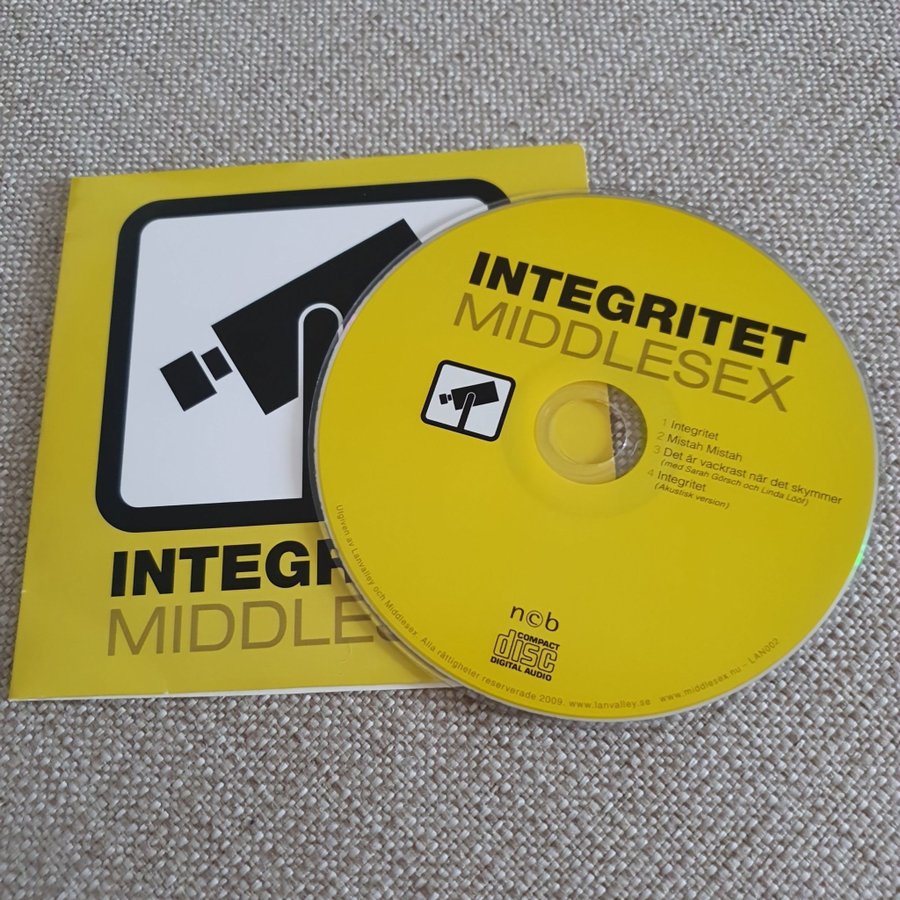 INTEGR
MIDDLES
INTEGRITET
MIDDLESEX
1 Integritet
2 Mistah Mistah
3 Det är vackrast när det skymmer
(med Sarah Görsch och Linda Lööf)
4 Integritet
(Akustisk version)
ncb
COMPACT
disc
DIGITAL AUDIO
Utgiven av Lanvalley och Middlesex. Alla rättigheter reserverade 2009. www.lanvalley.se www.middlesex.nu - LAN002